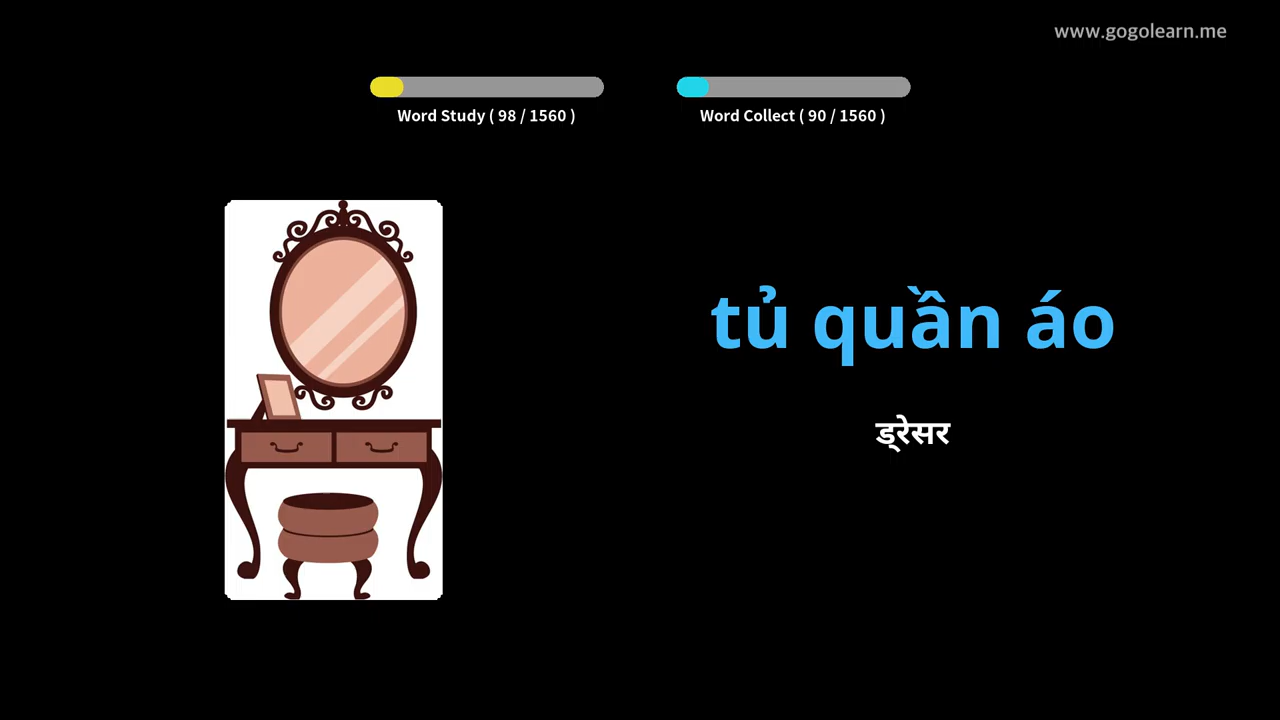 www.gogolearn.me
Word Study ( 98 / 1560 )
Word Collect ( 90 / 1560 )
tủ quần áo
ड्रेसर